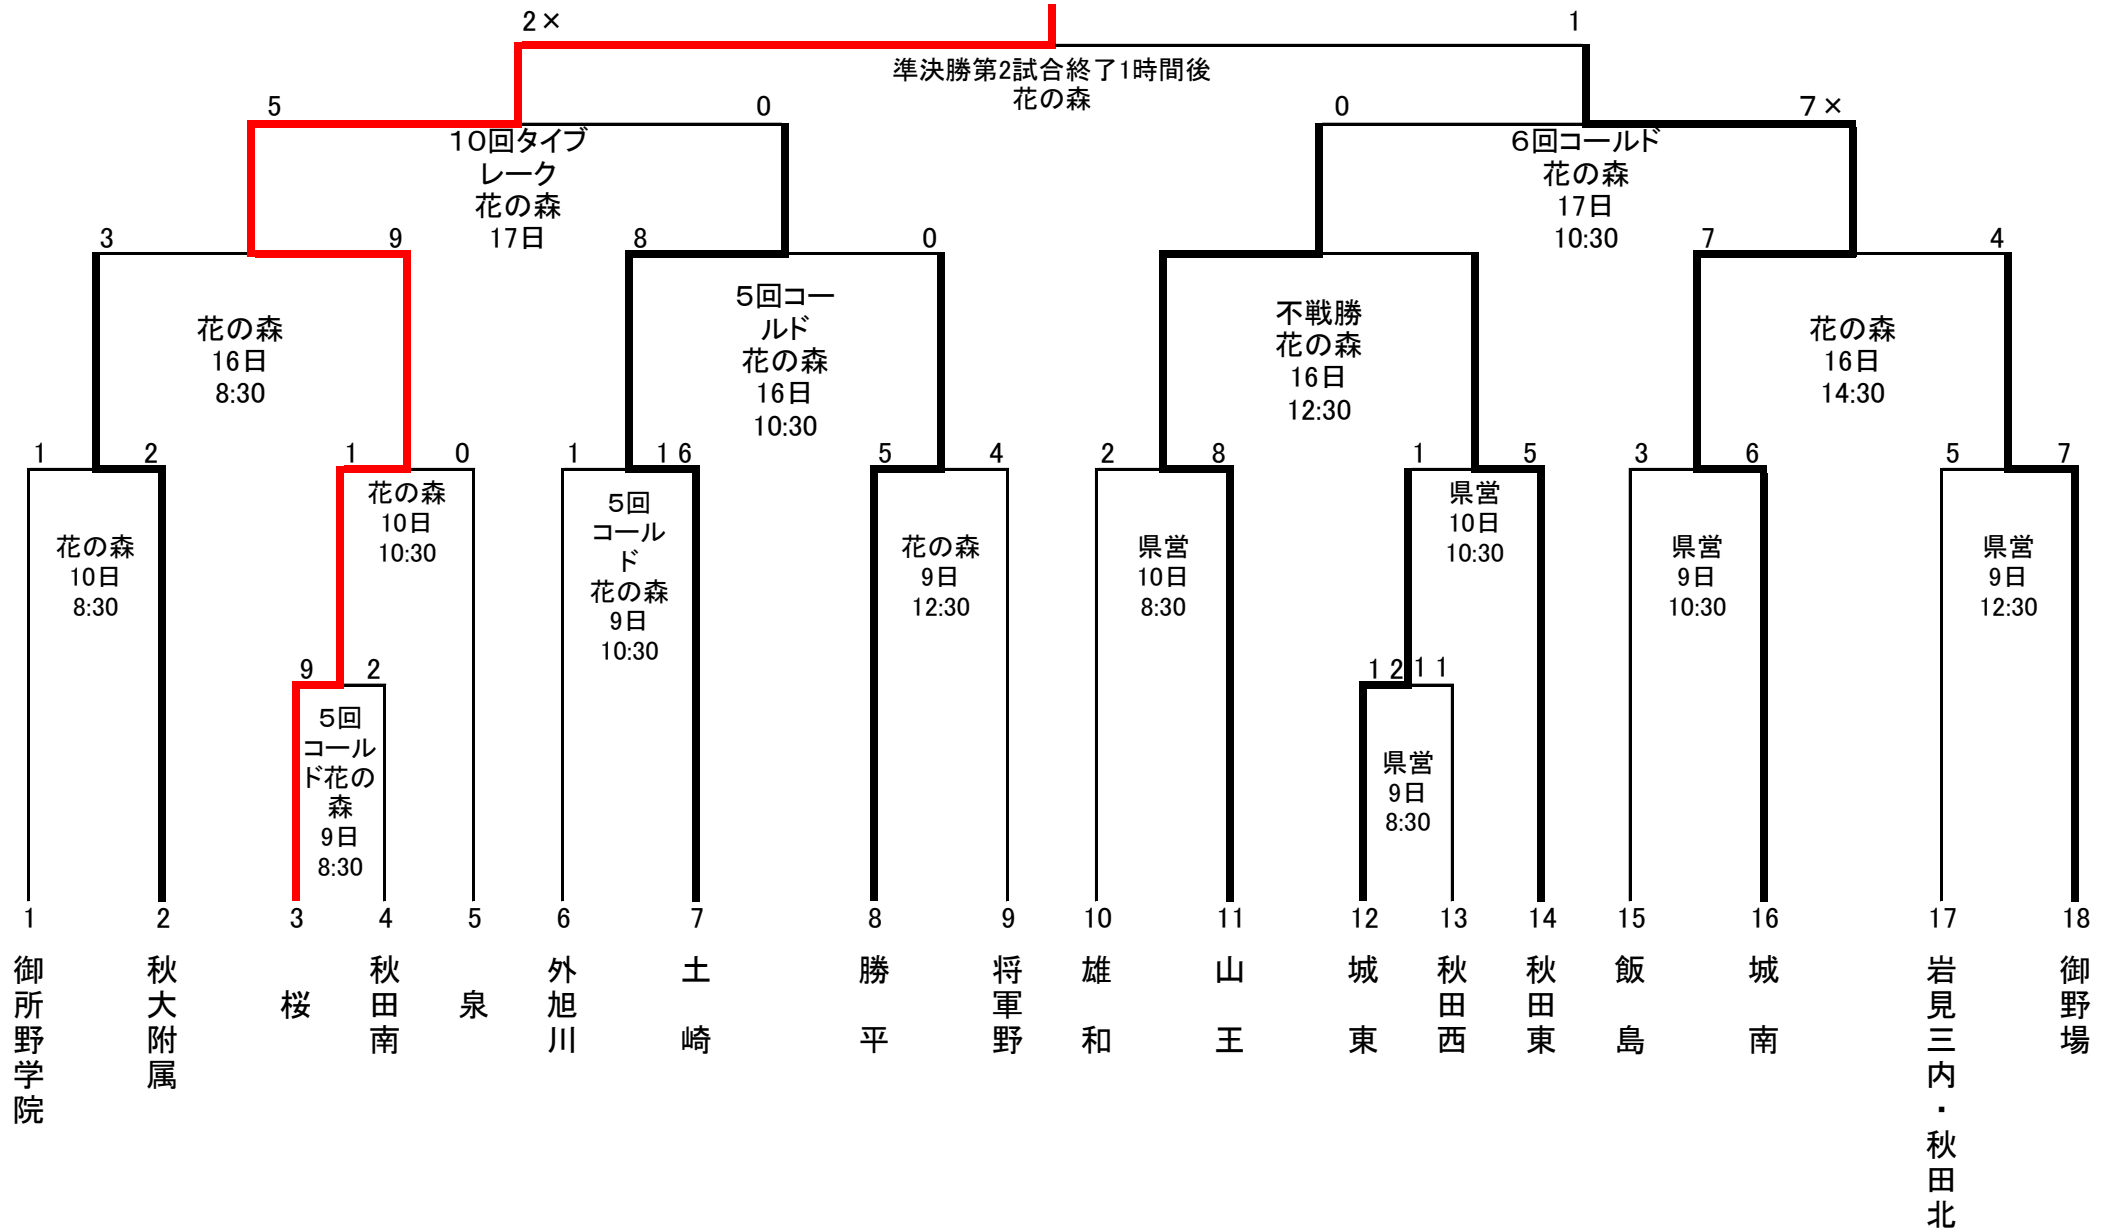 2×
1
準決勝第2試合終了1時間後
花の森
5
0
0
7×
10回タイブ
レーク
花の森
17日
6回コールド
花の森
17日
10:30
3
9
8
0
7
4
花の森
16日
8:30
5回コー
ルド
花の森
16日
10:30
不戦勝
花の森
16日
12:30
花の森
16日
14:30
1
2
1
0
1
16
5
4
2
8
1
5
3
6
5
7
花の森
10日
8:30
花の森
10日
10:30
5回
コール
ド
花の森
9日
10:30
花の森
9日
12:30
県営
10日
8:30
県営
10日
10:30
県営
9日
10:30
県営
9日
12:30
9
2
12
11
5回
コール
ド花の
森
9日
8:30
県営
9日
8:30
1
2
3
4
5
6
7
8
9
10
11
12
13
14
15
16
17
18
御所野学院
秋大附属
桜
秋田南
泉
外旭川
土崎
勝平
将軍野
雄和
山王
城東
秋田西
秋田東
飯島
城南
岩見三内・秋田北
御野場